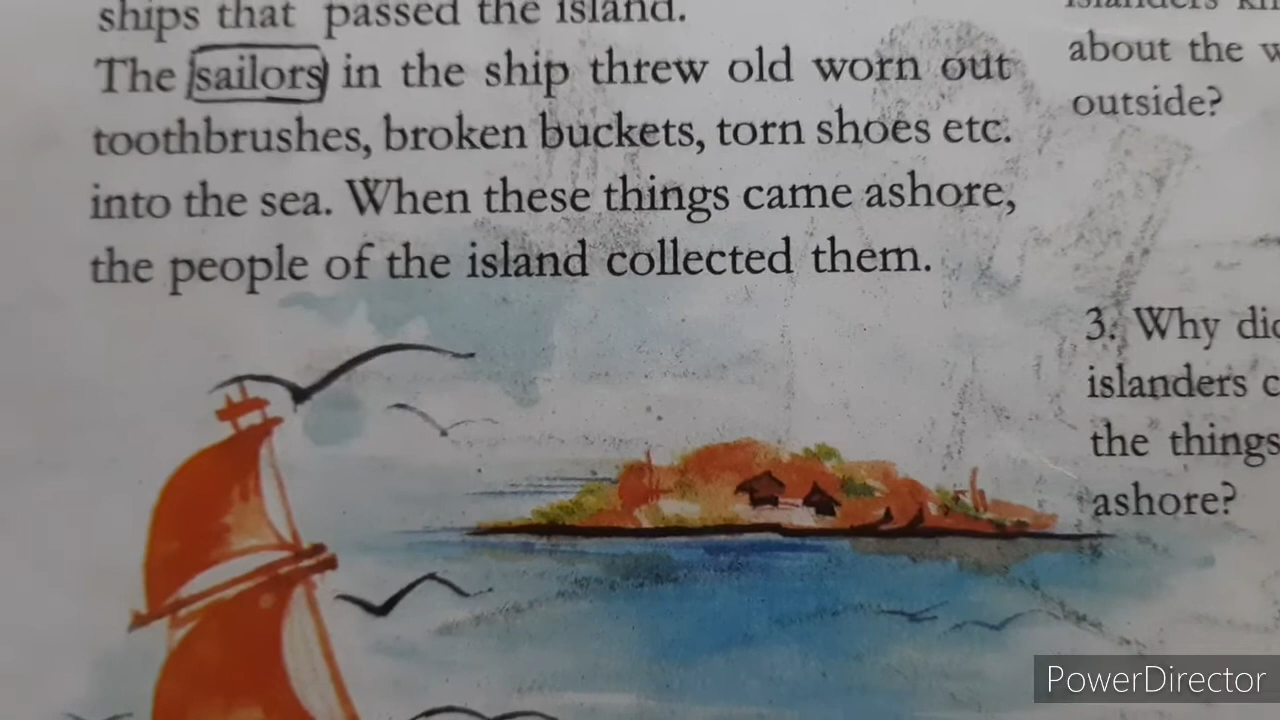 ships that passed the island.
The sailors in the ship threw old worn out
toothbrushes, broken buckets, torn shoes etc.
into the sea. When these things came ashore,
the people of the island collected them.
about the
outside?
3. Why
islanders
the things
ashore?
PowerDirector